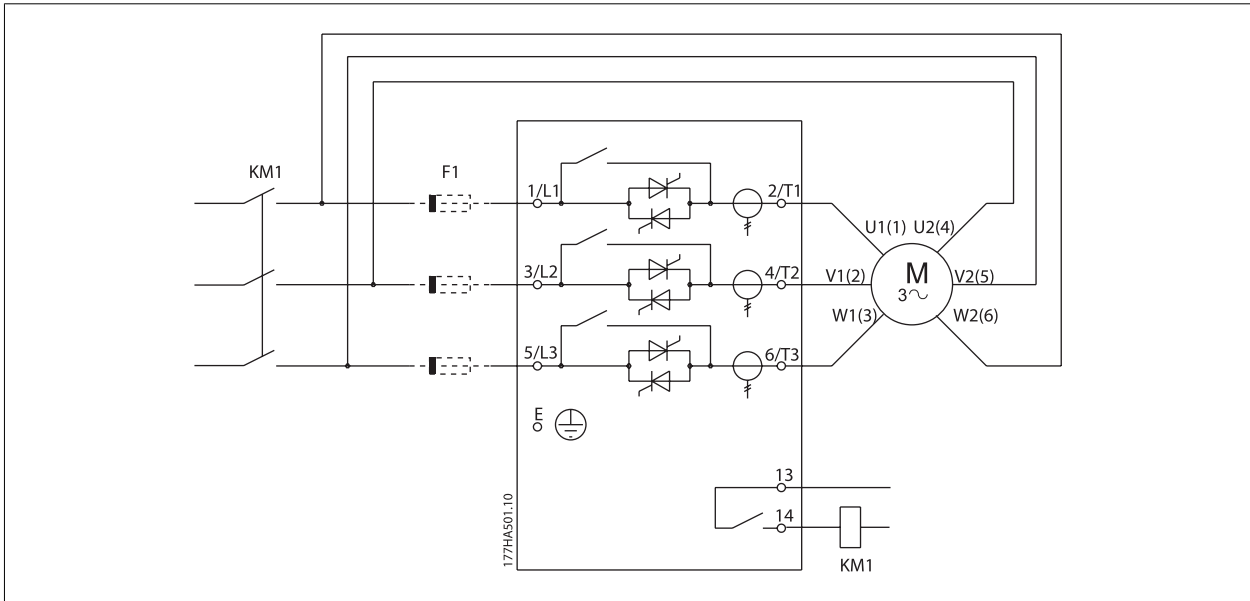 KM1
F1
1/L1
2/T1
U1(1) U2(4)
3/L2
4/T2
V1(2)
M
3~
V2(5)
W1(3)
W2(6)
5/L3
6/T3
E
13
14
KM1
177HA501.10